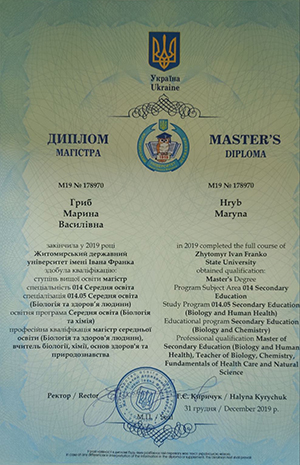 Україна
Ukraine
ДИПЛОМ
МАГІСТРА
MASTER'S
DIPLOMA
М19 № 178970
M19 № 178970
Гриб
Марина
Василівна
Hryb
Maryna
закінчила у 2019 році
Житомирський державний
університет імені Івана Франка
здобула кваліфікацію:
ступінь вищої освіти магістр
спеціальність 014 Середня освіта
спеціалізація 014.05 Середня освіта
(Біологія та здоров'я людини)
освітня програма Середня освіта (Біологія
та хімія)
професійна кваліфікація магістр середньої
освіти (Біологія та здоров'я людини),
вчитель біології, хімії, основ здоров'я та
природознавства
in 2019 completed the full course of
Zhytomyr Ivan Franko
State University
obtained qualification:
Master's Degree
Program Subject Area 014 Secondary
Education
Study Program 014.05 Secondary Education
(Biology and Human Health)
Educational program Secondary Education
(Biology and Chemistry)
Professional qualification Master of
Secondary Education (Biology and Human
Health), Teacher of Biology, Chemistry,
Fundamentals of Health Care and Natural
Science
Ректор / Rector
Г.Є. Киричук / Halyna Kyrychuk
М.П.
31 грудня / December 2019